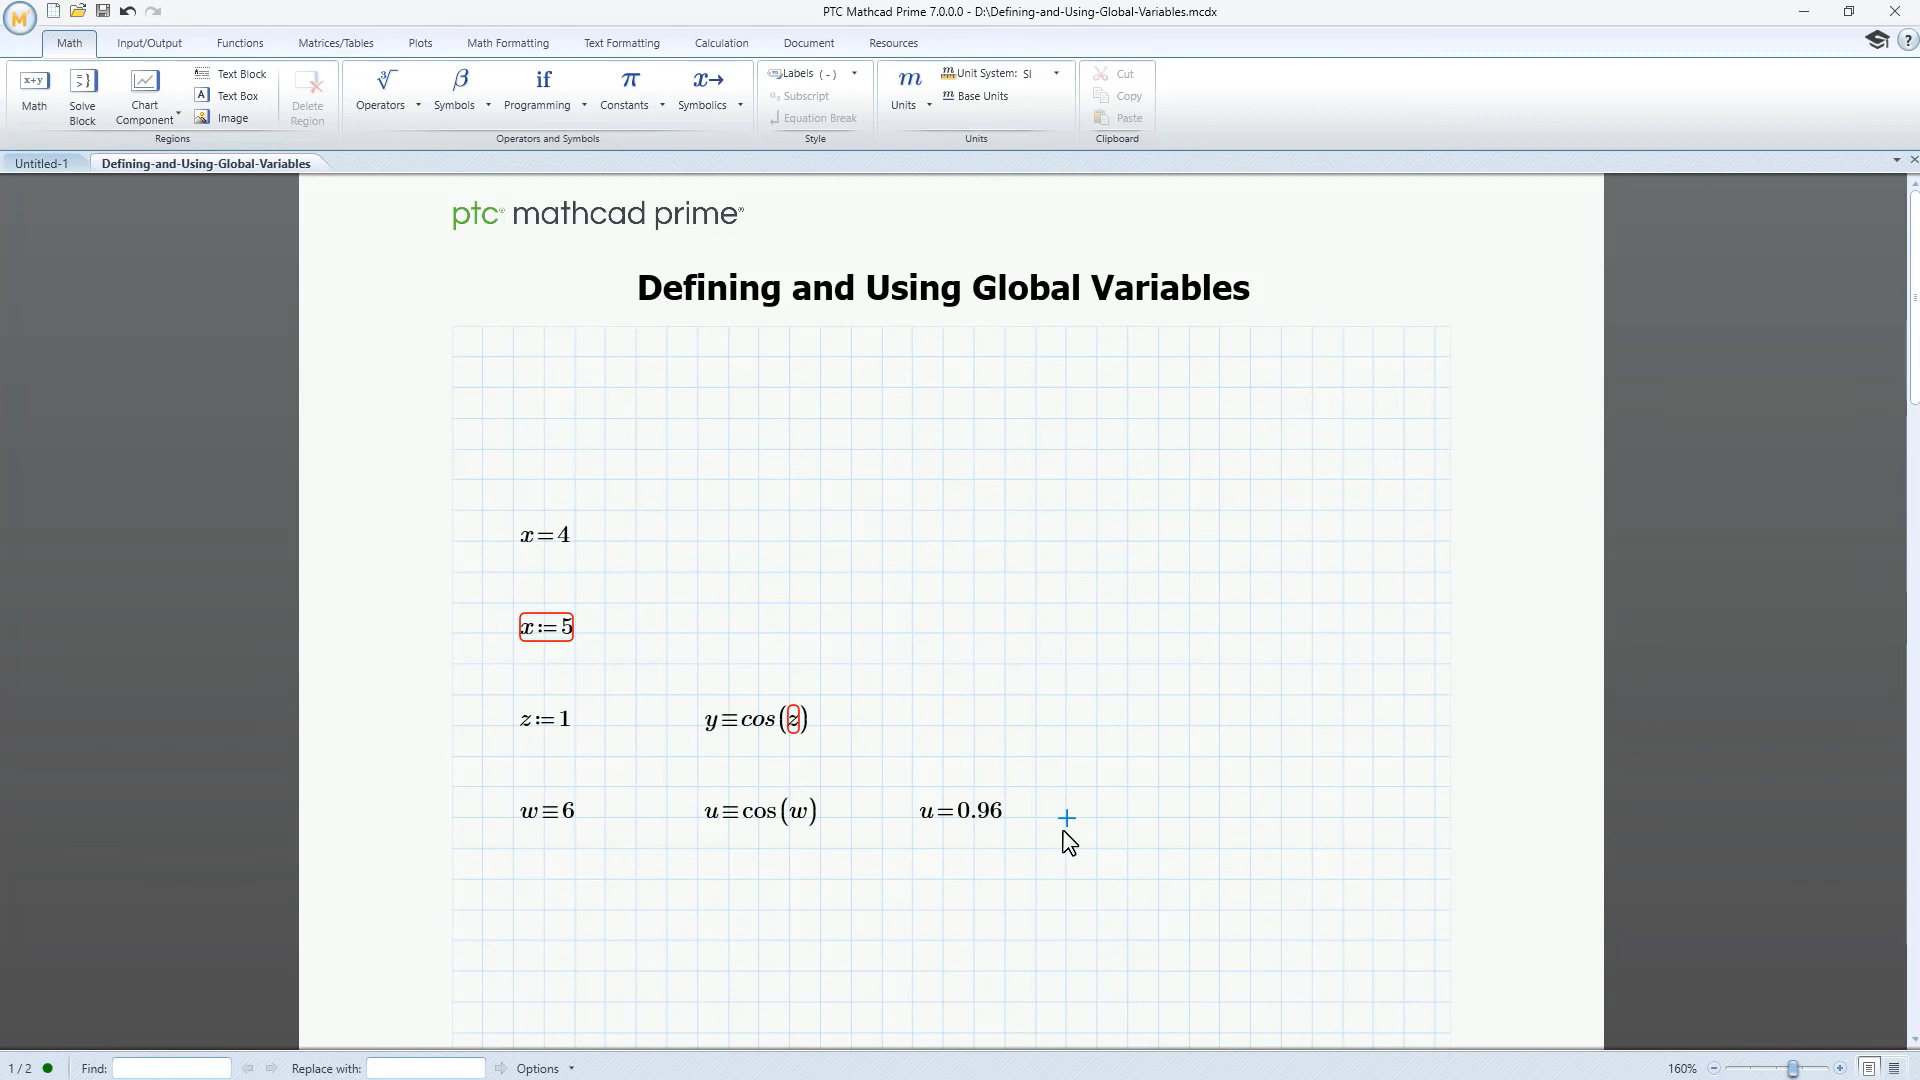 PTC Mathcad Prime 7.0.0.0 - D:\Defining-and-Using-Global-Variables.mcdx
Math Input/Output Functions Matrices/Tables Plots Math Formatting Text Formatting Calculation Document Resources
Math
Solve Block
Chart Component
Text Block
Text Box
Image
Delete Region
Regions
Operators Symbols Programming Constants Symbolics
Operators and Symbols
Labels ( - )
Subscript
Equation Break
Style
Units
Unit System: SI
Base Units
Units
Cut
Copy
Paste
Clipboard
Untitled-1 Defining-and-Using-Global-Variables
ptc mathcad prime
Defining and Using Global Variables
x=4
x:=5
z:=1 y≡cos(z)
w≡6 u≡cos(w) u=0.96
1 / 2 Find: Replace with: Options 160%